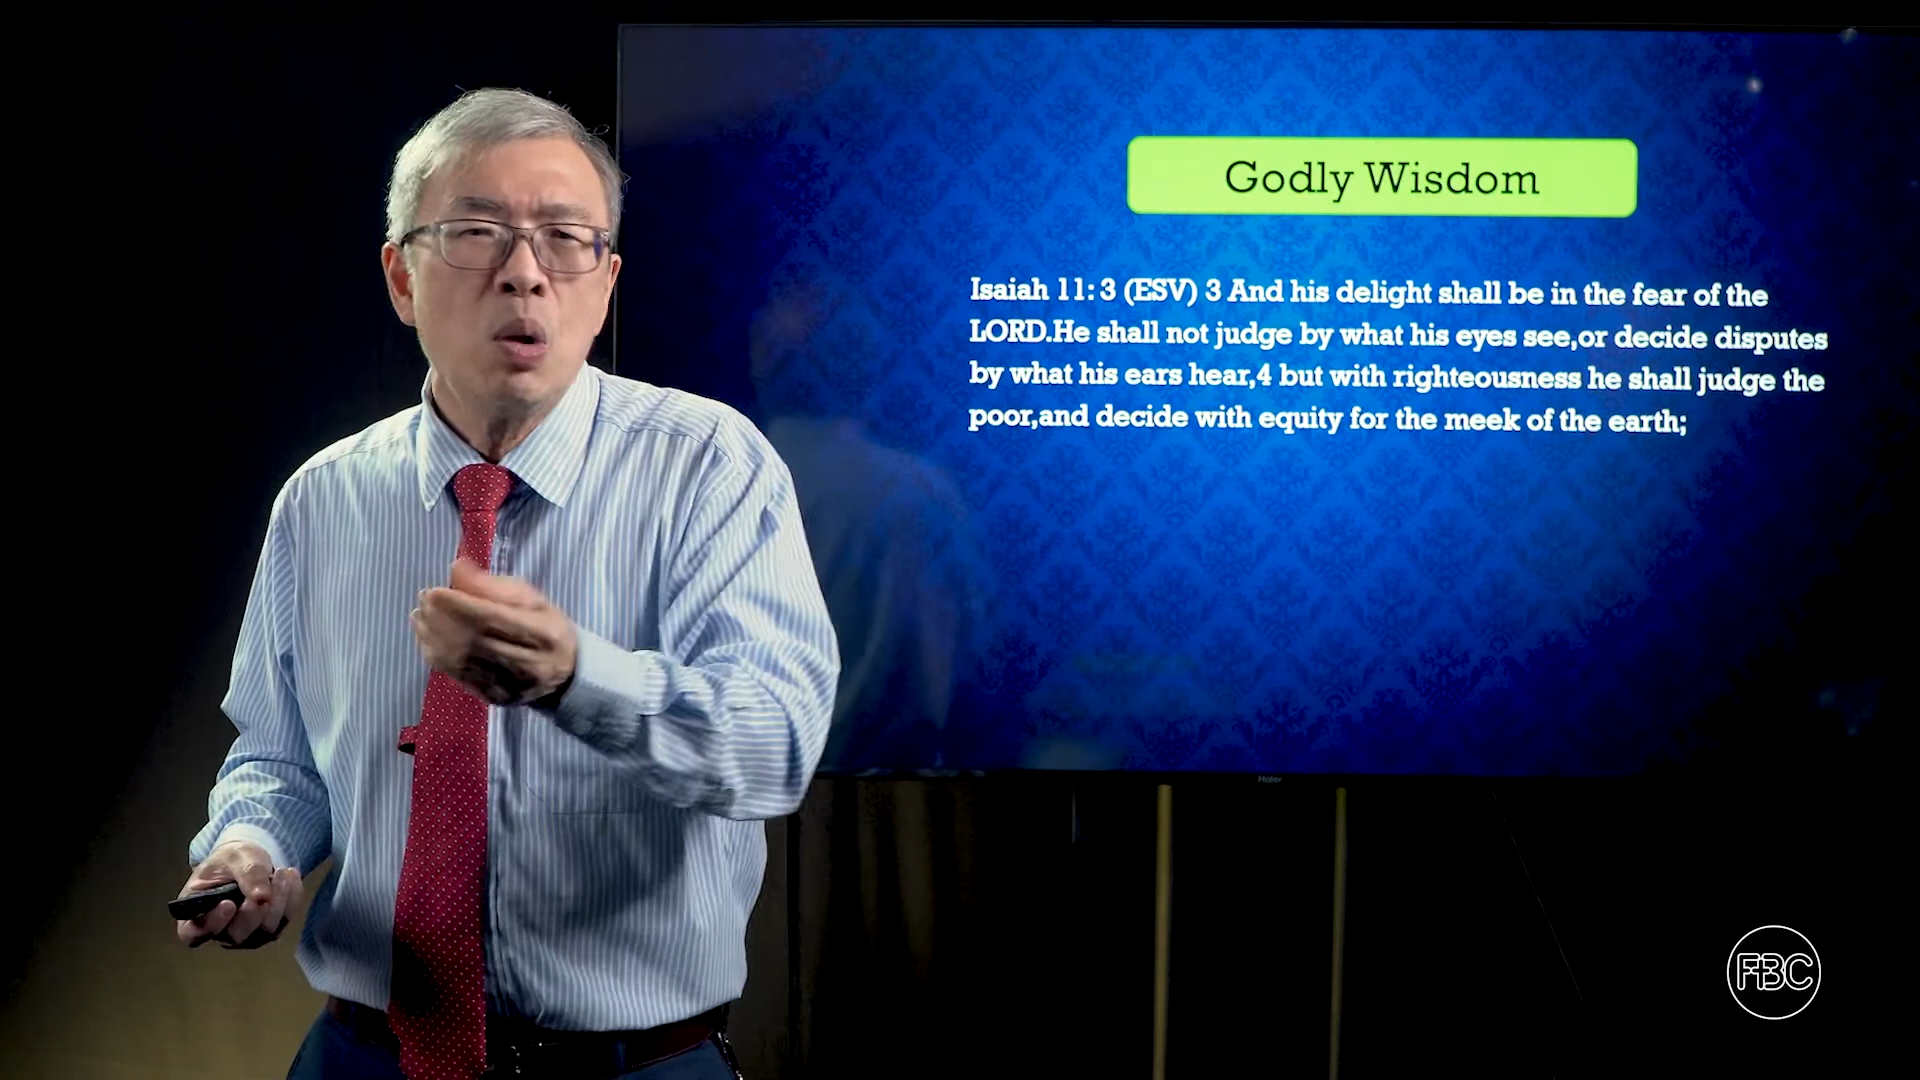 Godly Wisdom
Isaiah 11: 3 (ESV) 3 And his delight shall be in the fear of the
LORD.He shall not judge by what his eyes see,or decide disputes
by what his ears hear,4 but with righteousness he shall judge the
poor,and decide with equity for the meek of the earth;
Haier
FBC